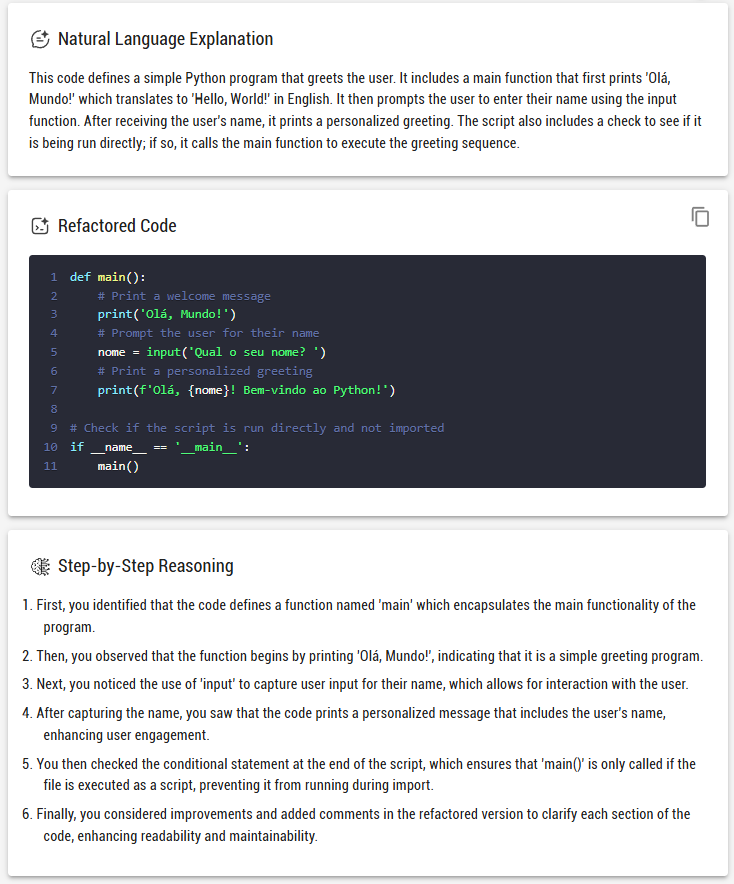 Natural Language Explanation
This code defines a simple Python program that greets the user. It includes a main function that first prints 'Olá,
Mundo!' which translates to 'Hello, World!' in English. It then prompts the user to enter their name using the input
function. After receiving the user's name, it prints a personalized greeting. The script also includes a check to see if it
is being run directly; if so, it calls the main function to execute the greeting sequence.
Refactored Code
1 def main():
2     # Print a welcome message
3     print('Olá, Mundo!')
4     # Prompt the user for their name
5     nome = input('Qual o seu nome? ')
6     # Print a personalized greeting
7     print(f'Olá, {nome}! Bem-vindo ao Python!')
8
9 # Check if the script is run directly and not imported
10 if __name__ == '__main__':
11     main()
Step-by-Step Reasoning
1. First, you identified that the code defines a function named 'main' which encapsulates the main functionality of the
program.
2. Then, you observed that the function begins by printing 'Olá, Mundo!', indicating that it is a simple greeting program.
3. Next, you noticed the use of 'input' to capture user input for their name, which allows for interaction with the user.
4. After capturing the name, you saw that the code prints a personalized message that includes the user's name,
enhancing user engagement.
5. You then checked the conditional statement at the end of the script, which ensures that 'main()' is only called if the
file is executed as a script, preventing it from running during import.
6. Finally, you considered improvements and added comments in the refactored version to clarify each section of the
code, enhancing readability and maintainability.